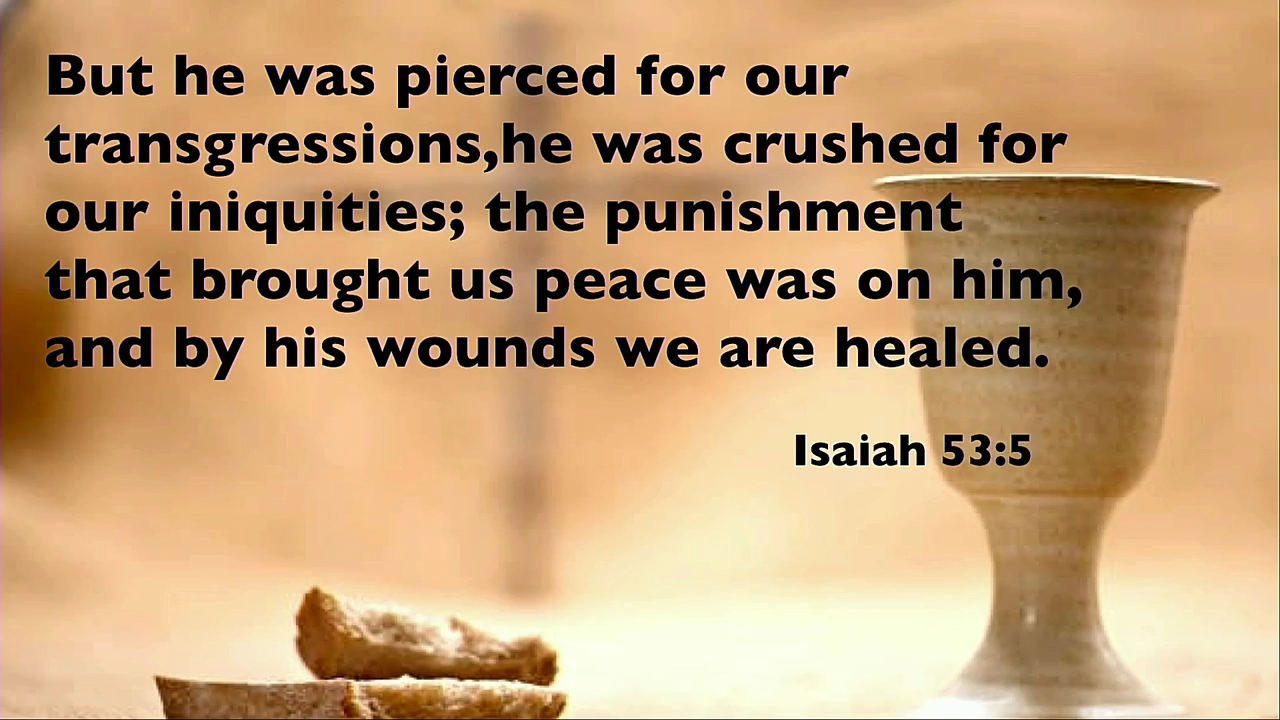 But he was pierced for our
transgressions,he was crushed for
our iniquities; the punishment
that brought us peace was on him,
and by his wounds we are healed.
Isaiah 53:5